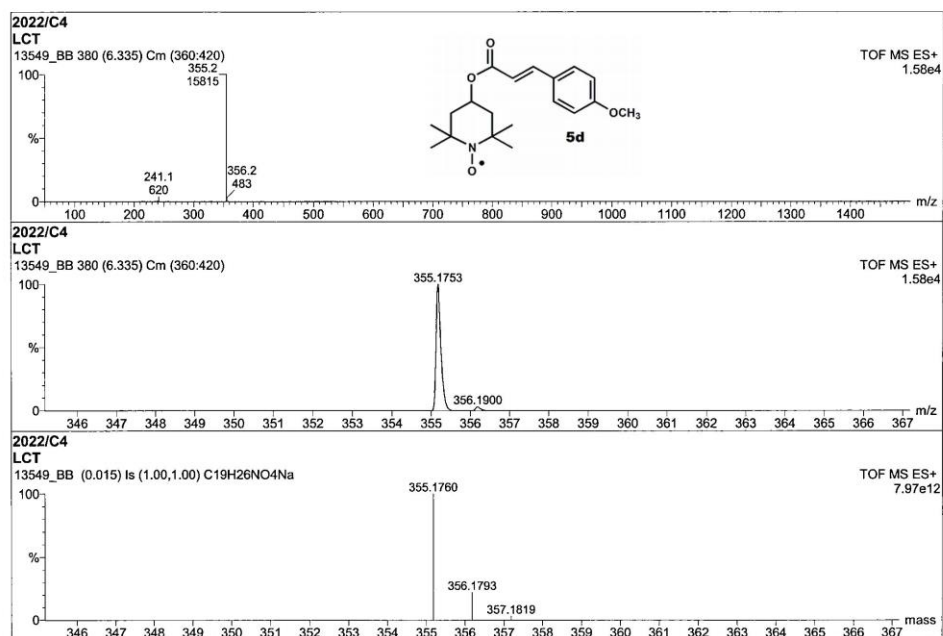 2022/C4
LCT
13549_BB 380 (6.335) Cm (360:420)
TOF MS ES+
1.58e4
100
%
0
355.2
15815
241.1
620
356.2
483
O
O
OCH3
N
O
•
5d
100 200 300 400 500 600 700 800 900 1000 1100 1200 1300 1400
m/z
2022/C4
LCT
13549_BB 380 (6.335) Cm (360:420)
TOF MS ES+
1.58e4
100
%
0
355.1753
356.1900
346 347 348 349 350 351 352 353 354 355 356 357 358 359 360 361 362 363 364 365 366 367
m/z
2022/C4
LCT
13549_BB (0.015) Is (1.00,1.00) C19H26NO4Na
TOF MS ES+
7.97e12
100
%
0
355.1760
356.1793
357.1819
346 347 348 349 350 351 352 353 354 355 356 357 358 359 360 361 362 363 364 365 366 367
mass